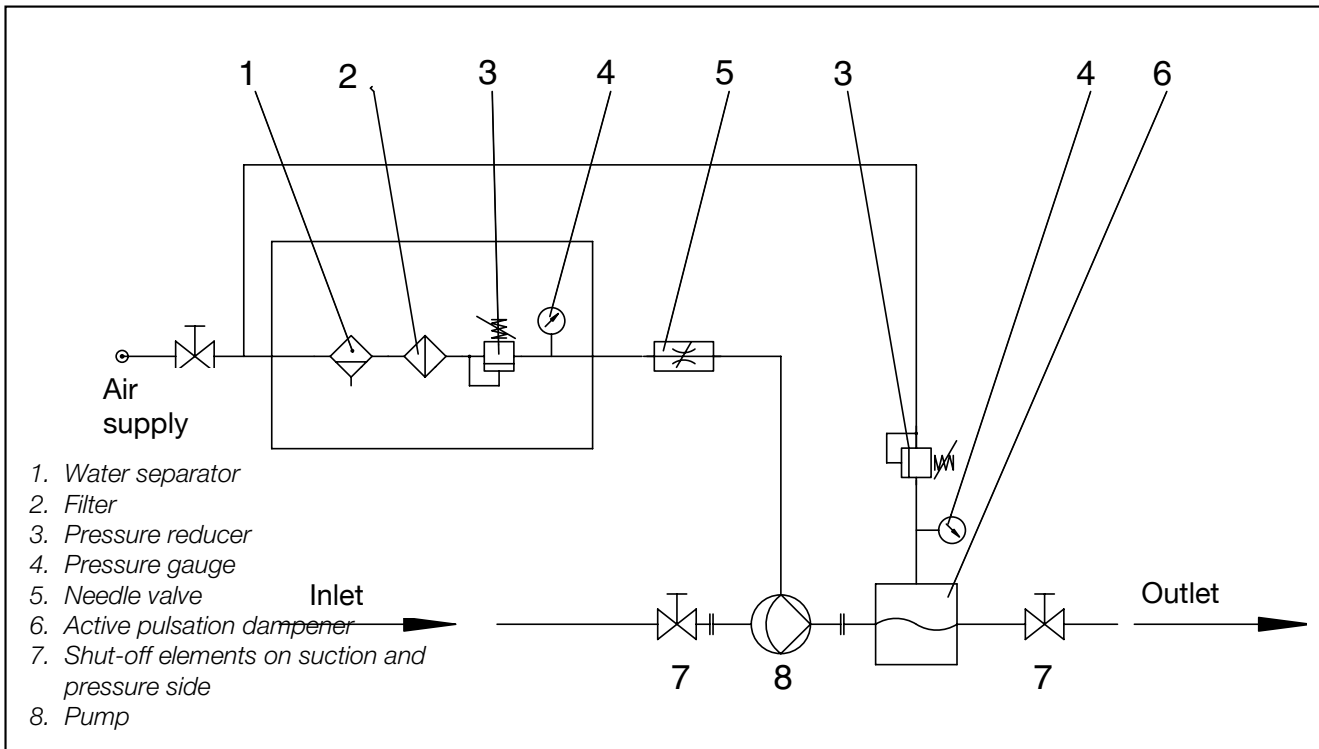 1 2 3 4 5 3 4 6
Air
supply
1. Water separator
2. Filter
3. Pressure reducer
4. Pressure gauge
5. Needle valve
6. Active pulsation dampener
7. Shut-off elements on suction and
pressure side
8. Pump
Inlet
Outlet
7 8 7